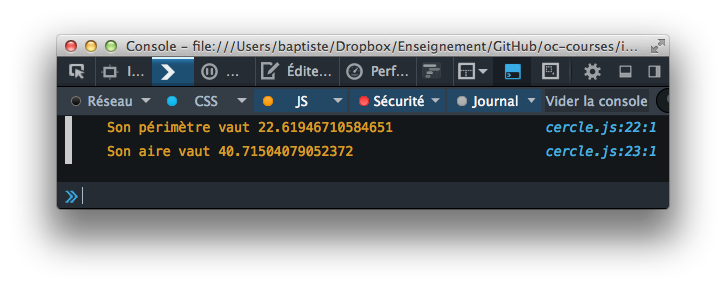 Console - file:///Users/baptiste/Dropbox/Enseignement/GitHub/oc-courses/i...
I... ... Édite... Perf...
Réseau CSS JS Sécurité Journal Vider la console
Son périmètre vaut 22.61946710584651 cercle.js:22:1
Son aire vaut 40.71504079052372 cercle.js:23:1